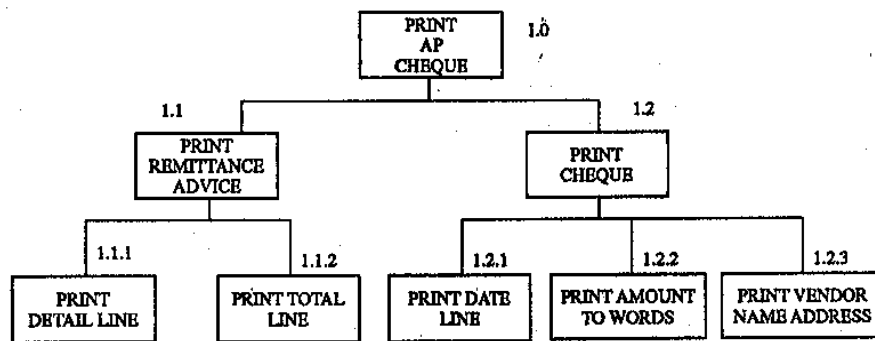 PRINT
AP
CHEQUE
1.0
1.1
PRINT
REMITTANCE
ADVICE
1.2
PRINT
CHEQUE
1.1.1
PRINT
DETAIL LINE
1.1.2
PRINT TOTAL
LINE
1.2.1
PRINT DATE
LINE
1.2.2
PRINT AMOUNT
TO WORDS
1.2.3
PRINT VENDOR
NAME ADDRESS